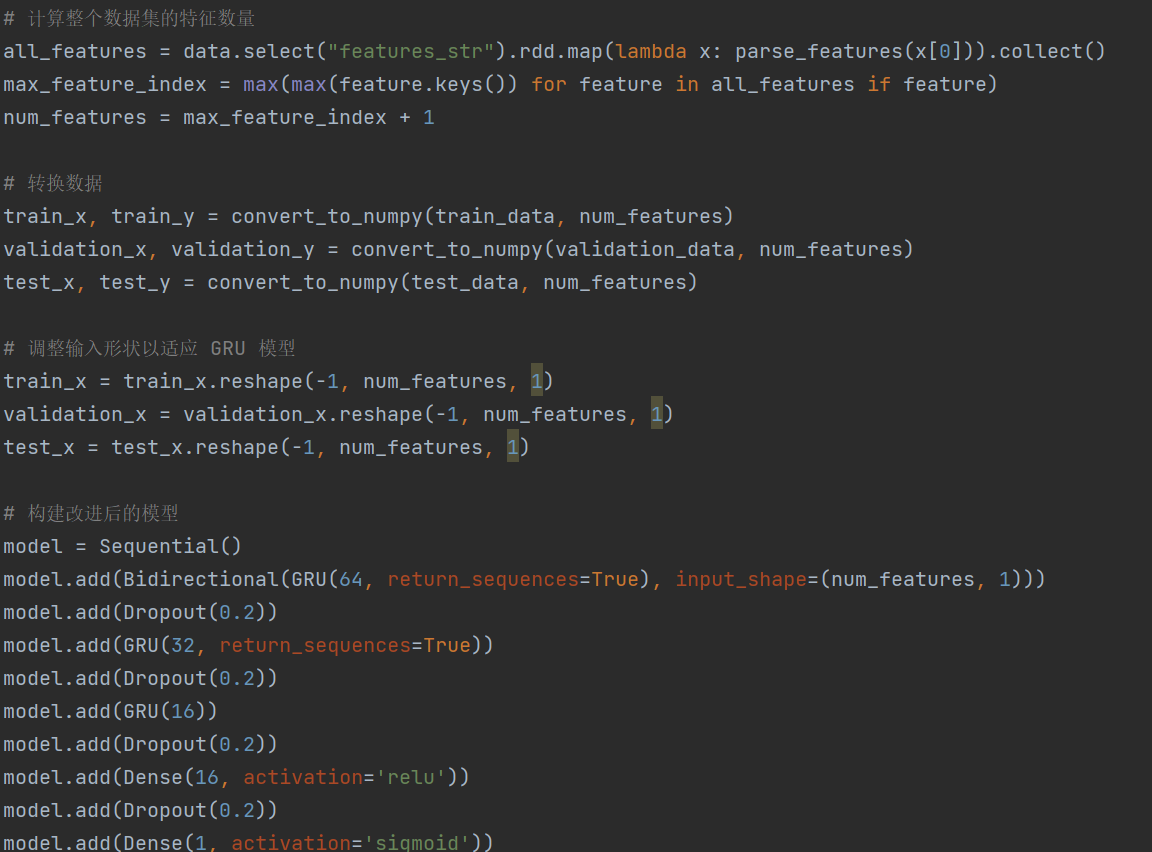 # 计算整个数据集的特征数量
all_features = data.select("features_str").rdd.map(lambda x: parse_features(x[0])).collect()
max_feature_index = max(max(feature.keys()) for feature in all_features if feature)
num_features = max_feature_index + 1
# 转换数据
train_x, train_y = convert_to_numpy(train_data, num_features)
validation_x, validation_y = convert_to_numpy(validation_data, num_features)
test_x, test_y = convert_to_numpy(test_data, num_features)
# 调整输入形状以适应 GRU 模型
train_x = train_x.reshape(-1, num_features, 1)
validation_x = validation_x.reshape(-1, num_features, 1)
test_x = test_x.reshape(-1, num_features, 1)
# 构建改进后的模型
model = Sequential()
model.add(Bidirectional(GRU(64, return_sequences=True), input_shape=(num_features, 1)))
model.add(Dropout(0.2))
model.add(GRU(32, return_sequences=True))
model.add(Dropout(0.2))
model.add(GRU(16))
model.add(Dropout(0.2))
model.add(Dense(16, activation='relu'))
model.add(Dropout(0.2))
model.add(Dense(1, activation='sigmoid'))